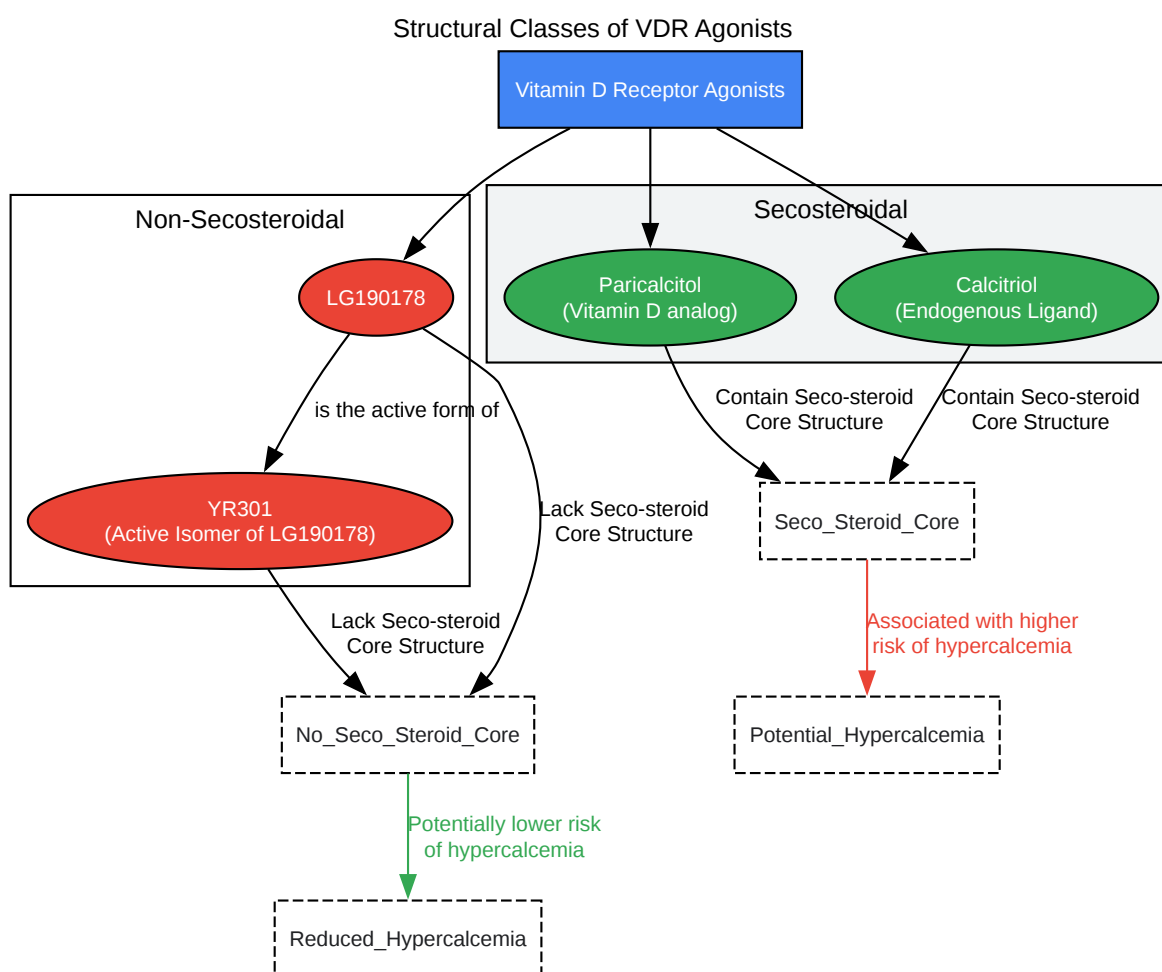 Structural Classes of VDR Agonists
Vitamin D Receptor Agonists
Non-Secosteroidal
Secosteroidal
LG190178
Paricalcitol
(Vitamin D analog)
Calcitriol
(Endogenous Ligand)
is the active form of
Contain Seco-steroid
Core Structure
Contain Seco-steroid
Core Structure
YR301
(Active Isomer of LG190178)
Lack Seco-steroid
Core Structure
Seco_Steroid_Core
Lack Seco-steroid
Core Structure
Associated with higher
risk of hypercalcemia
No_Seco_Steroid_Core
Potential_Hypercalcemia
Potentially lower risk
of hypercalcemia
Reduced_Hypercalcemia